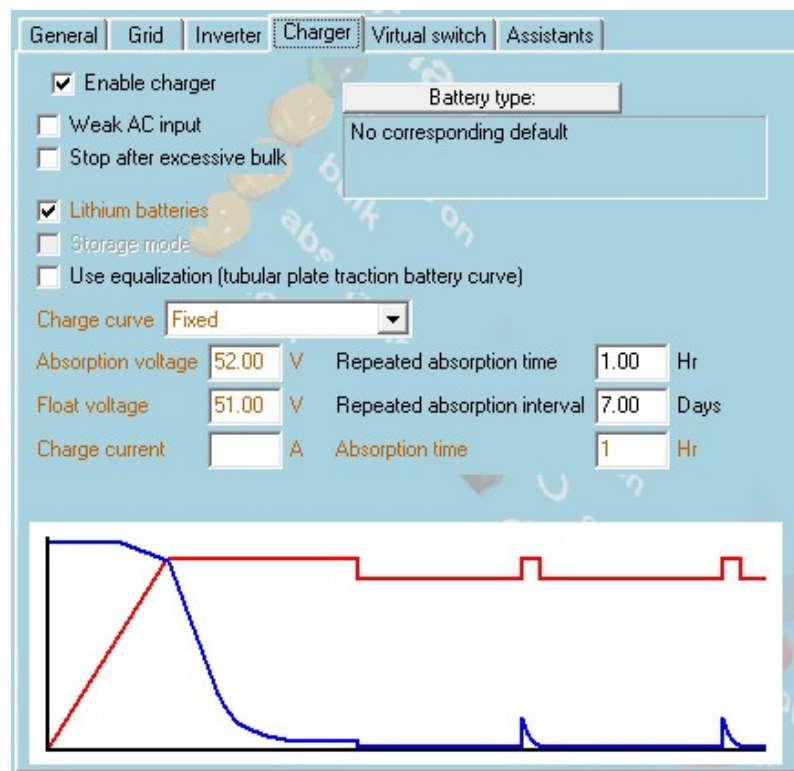 General Grid Inverter Charger Virtual switch Assistants
Enable charger
Battery type:
Weak AC input
No corresponding default
Stop after excessive bulk
Lithium batteries
Storage mode
Use equalization (tubular plate traction battery curve)
Charge curve Fixed
Absorption voltage 52.00 V Repeated absorption time 1.00 Hr
Float voltage 51.00 V Repeated absorption interval 7.00 Days
Charge current A Absorption time 1 Hr
bulk
abs
on